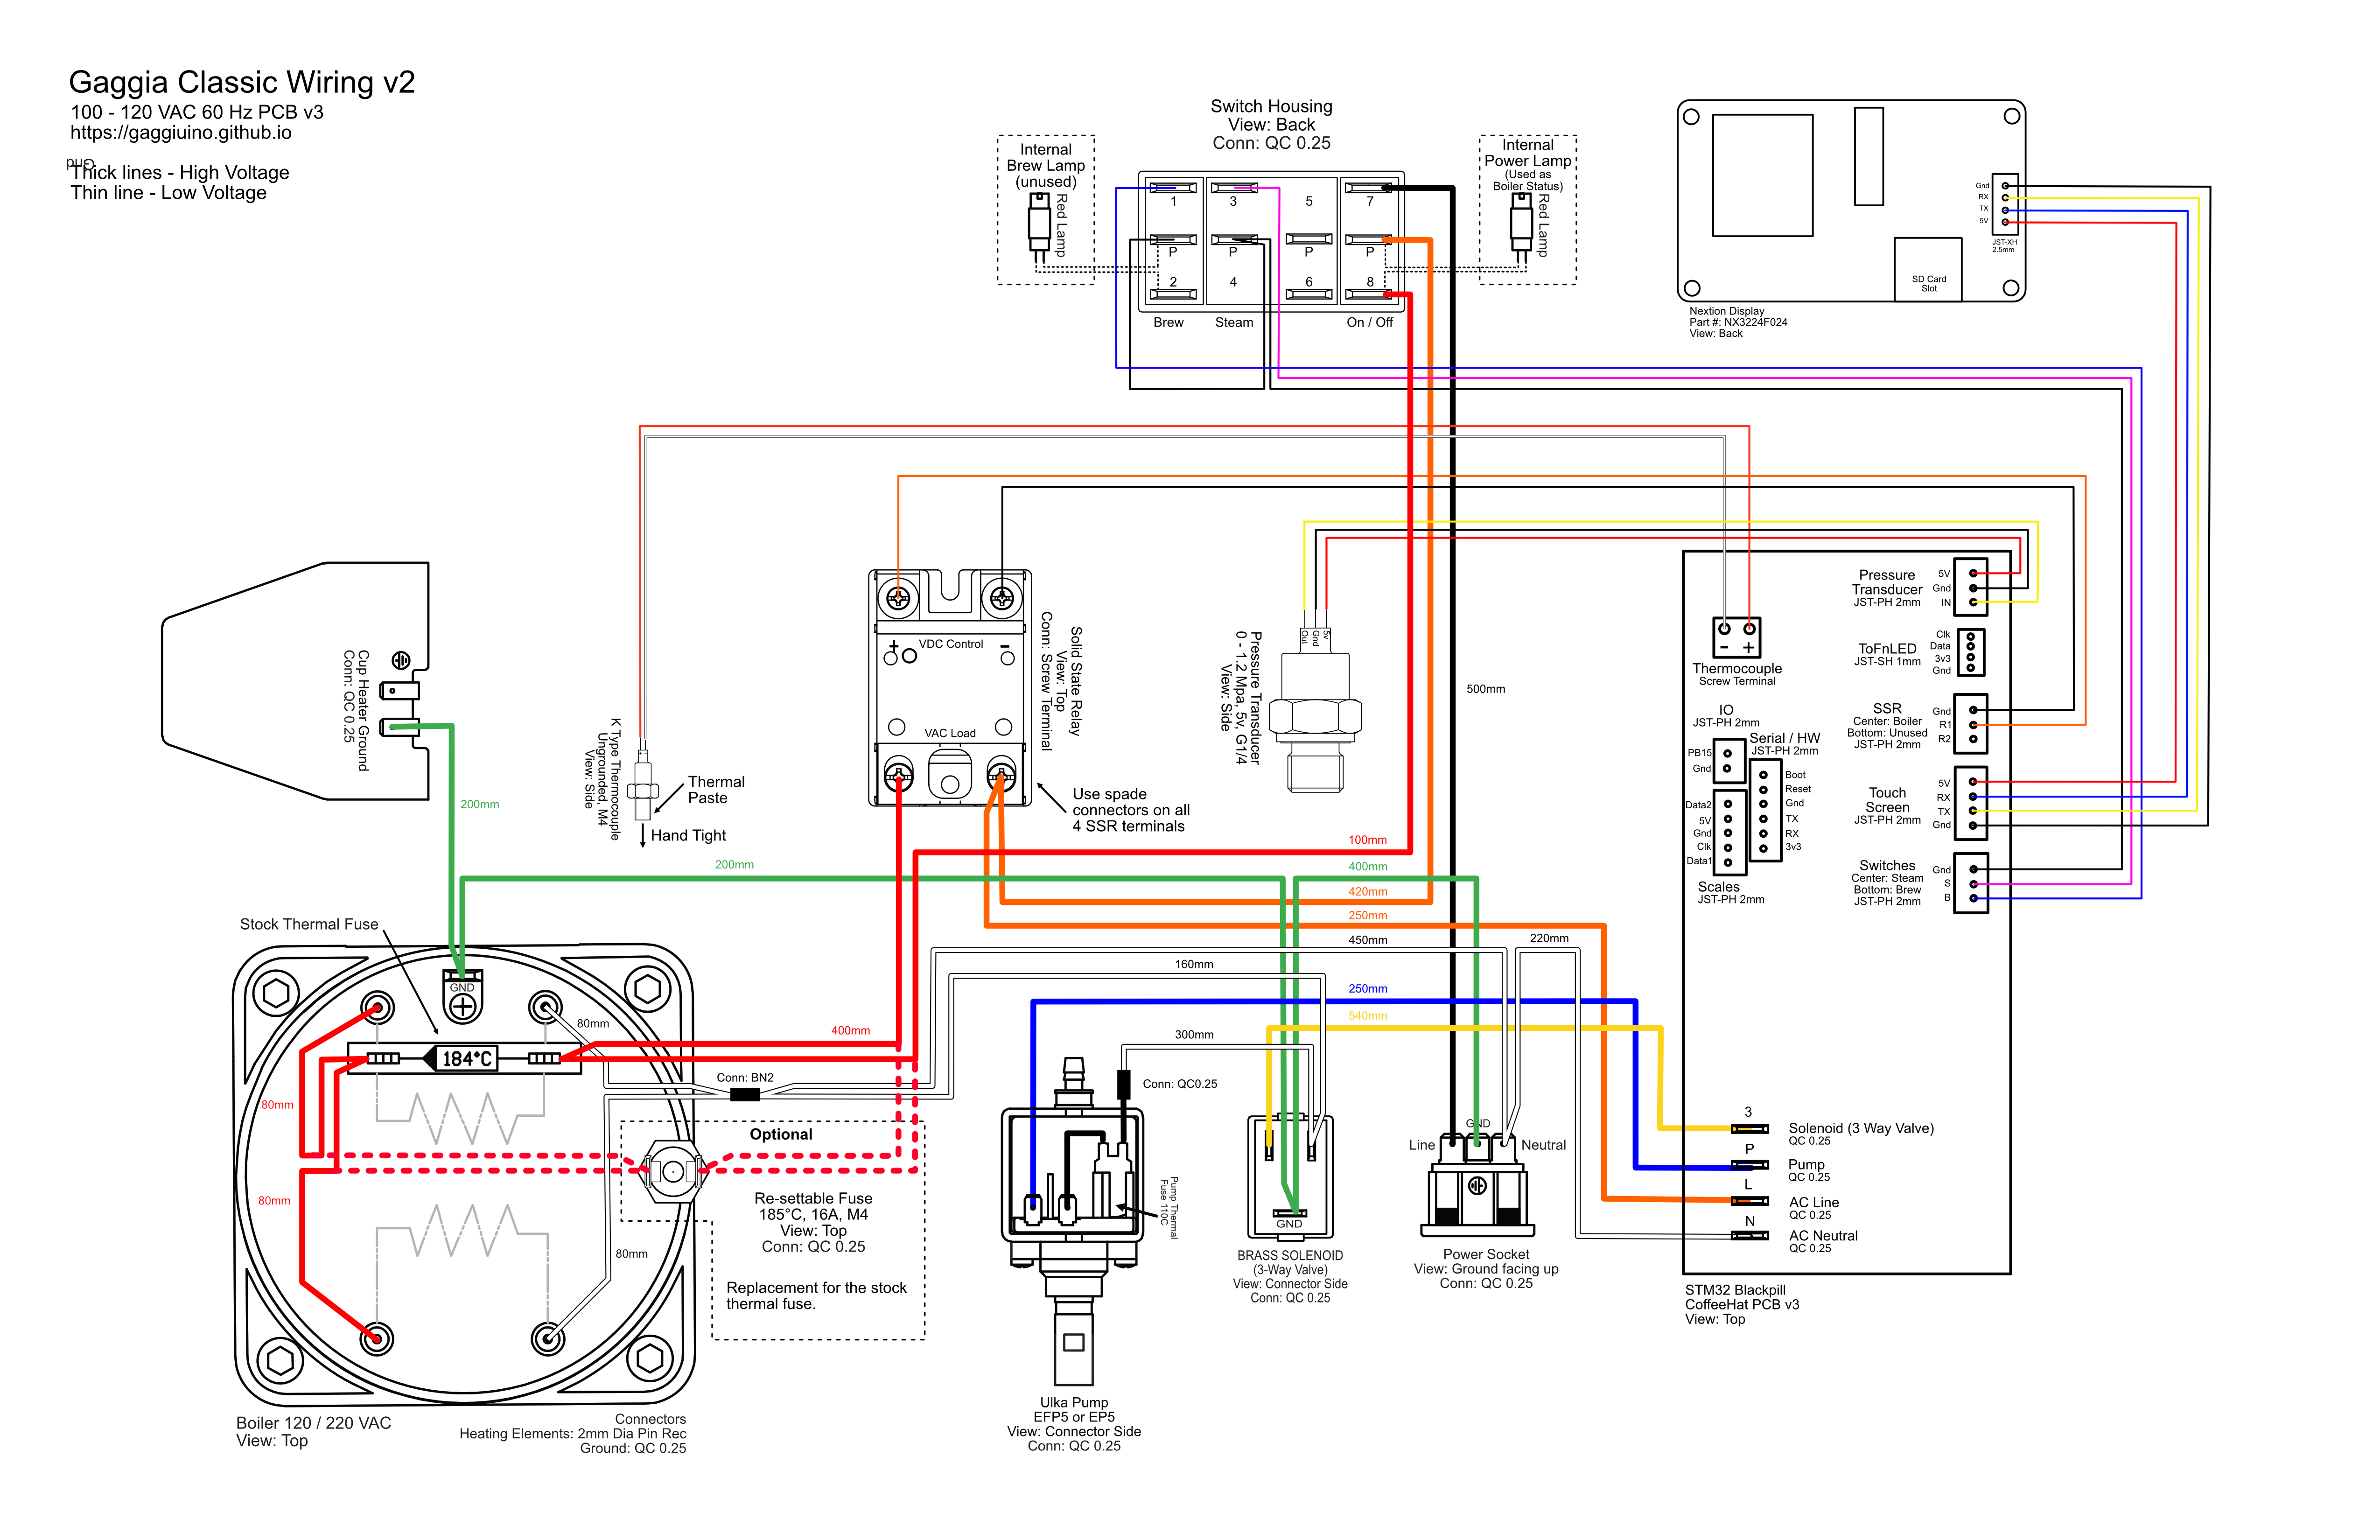 Gaggia Classic Wiring v2
100 - 120 VAC 60 Hz PCB v3
https://gaggiuino.github.io
Gnd
Thick lines - High Voltage
Thin line - Low Voltage
Switch Housing
View: Back
Conn: QC 0.25
Internal
Brew Lamp
(unused)
Red Lamp
Internal
Power Lamp
(Used as
Boiler Status)
Red Lamp
1
3
5
7
P
P
P
P
2
4
6
8
Brew
Steam
On / Off
Gnd
RX
TX
5V
JST-XH
2.5mm
SD Card
Slot
Nextion Display
Part #: NX3224F024
View: Back
Cup Heater Ground
Conn: QC 0.25
200mm
K Type Thermocouple
Ungrounded, M4
View: Side
Thermal
Paste
Hand Tight
+
VDC Control
-
VAC Load
Solid State Relay
View: Top
Conn: Screw Terminal
Use spade
connectors on all
4 SSR terminals
Out
Gnd
5v
Pressure Transducer
0 - 1.2 Mpa, 5v, G1/4
View: Side
500mm
Pressure
Transducer
JST-PH 2mm
5V
Gnd
IN
ToFnLED
JST-SH 1mm
Clk
Data
3v3
Gnd
- +
Thermocouple
Screw Terminal
SSR
Center: Boiler
Bottom: Unused
JST-PH 2mm
Gnd
R1
R2
IO
JST-PH 2mm
PB15
Gnd
Serial / HW
JST-PH 2mm
Boot
Reset
Gnd
TX
RX
3v3
Data2
5V
Gnd
Clk
Data1
Scales
JST-PH 2mm
Touch
Screen
JST-PH 2mm
5V
RX
TX
Gnd
Switches
Center: Steam
Bottom: Brew
JST-PH 2mm
Gnd
S
B
100mm
200mm
400mm
420mm
250mm
450mm
220mm
160mm
250mm
540mm
300mm
400mm
Stock Thermal Fuse
GND
80mm
184°C
80mm
80mm
80mm
Conn: BN2
Optional
Re-settable Fuse
185°C, 16A, M4
View: Top
Conn: QC 0.25
Replacement for the stock
thermal fuse.
Boiler 120 / 220 VAC
View: Top
Connectors
Heating Elements: 2mm Dia Pin Rec
Ground: QC 0.25
Conn: QC0.25
Pump Thermal
Fuse 110C
Ulka Pump
EFP5 or EP5
View: Connector Side
Conn: QC 0.25
GND
BRASS SOLENOID
(3-Way Valve)
View: Connector Side
Conn: QC 0.25
GND
Line
Neutral
Power Socket
View: Ground facing up
Conn: QC 0.25
3
Solenoid (3 Way Valve)
QC 0.25
P
Pump
QC 0.25
L
AC Line
QC 0.25
N
AC Neutral
QC 0.25
STM32 Blackpill
CoffeeHat PCB v3
View: Top